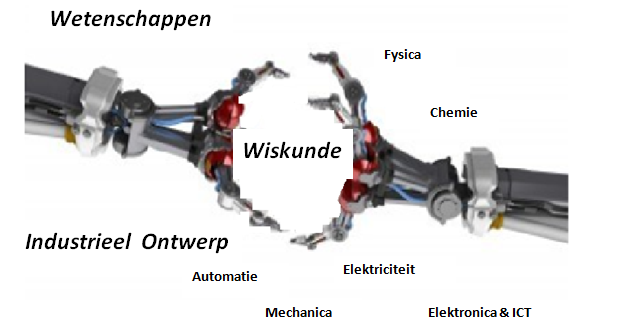 Wetenschappen
Fysica
Chemie
Wiskunde
Industrieel Ontwerp
Automatie
Elektriciteit
Mechanica
Elektronica & ICT